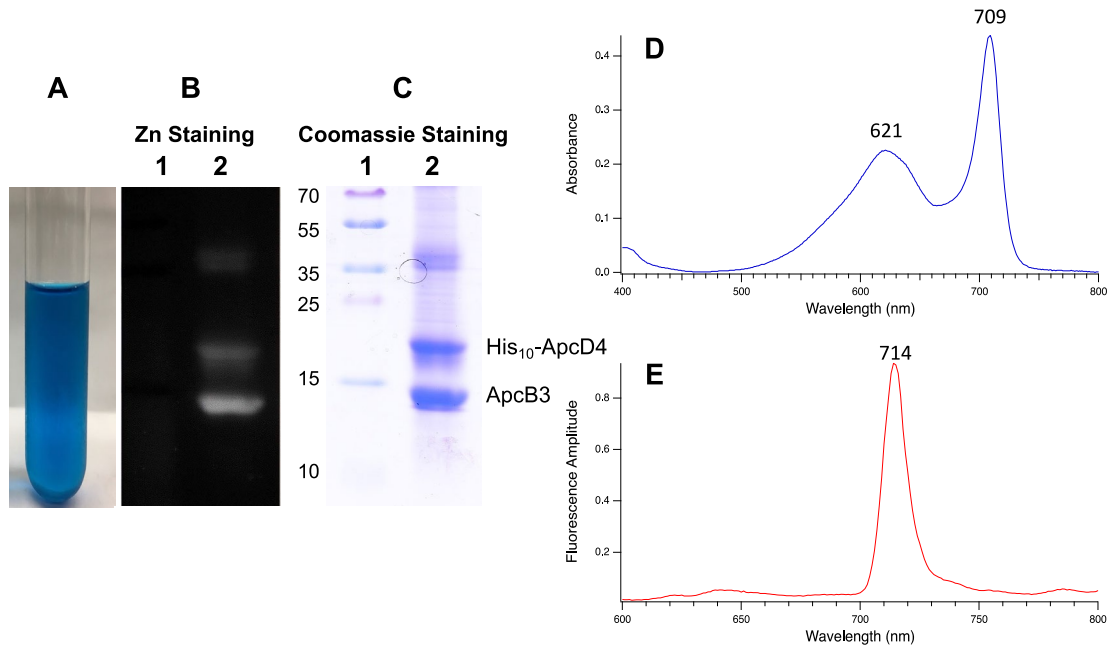 A
B
Zn Staining
1 2
C
Coomassie Staining
1 2
70
55
35
25
15
10
His₁₀-ApcD4
ApcB3
D
709
621
0.4
0.3
0.2
0.1
0.0
Absorbance
400 500 600 700 800
Wavelength (nm)
E
714
0.8
0.6
0.4
0.2
Fluorescence Amplitude
600 650 700 750 800
Wavelength (nm)